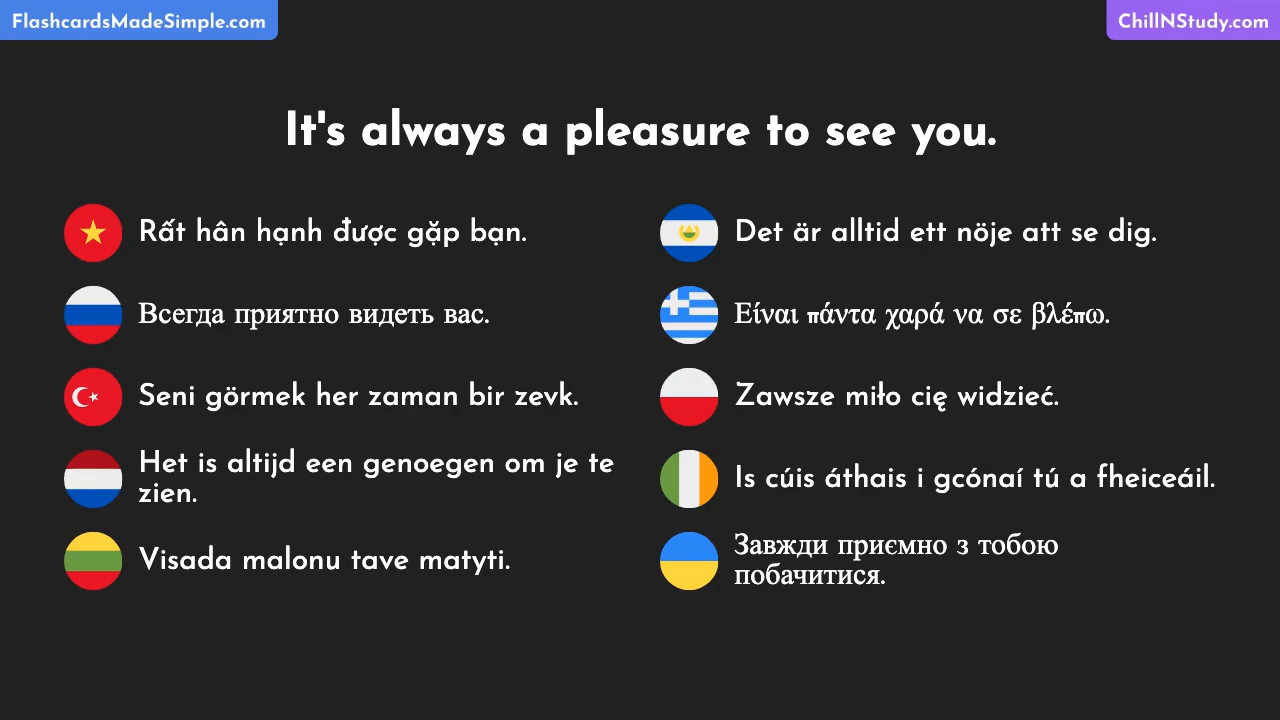 FlashcardsMadeSimple.com
ChillNStudy.com
It's always a pleasure to see you.
Rất hân hạnh được gặp bạn.
Всегда приятно видеть вас.
Seni görmek her zaman bir zevk.
Het is altijd een genoegen om je te
zien.
Visada malonu tave matyti.
Det är alltid ett nöje att se dig.
Είναι πάντα χαρά να σε βλέπω.
Zawsze miło cię widzieć.
Is cúis áthais i gcónaí tú a fheiceáil.
Завжди приємно з тобою
побачитися.